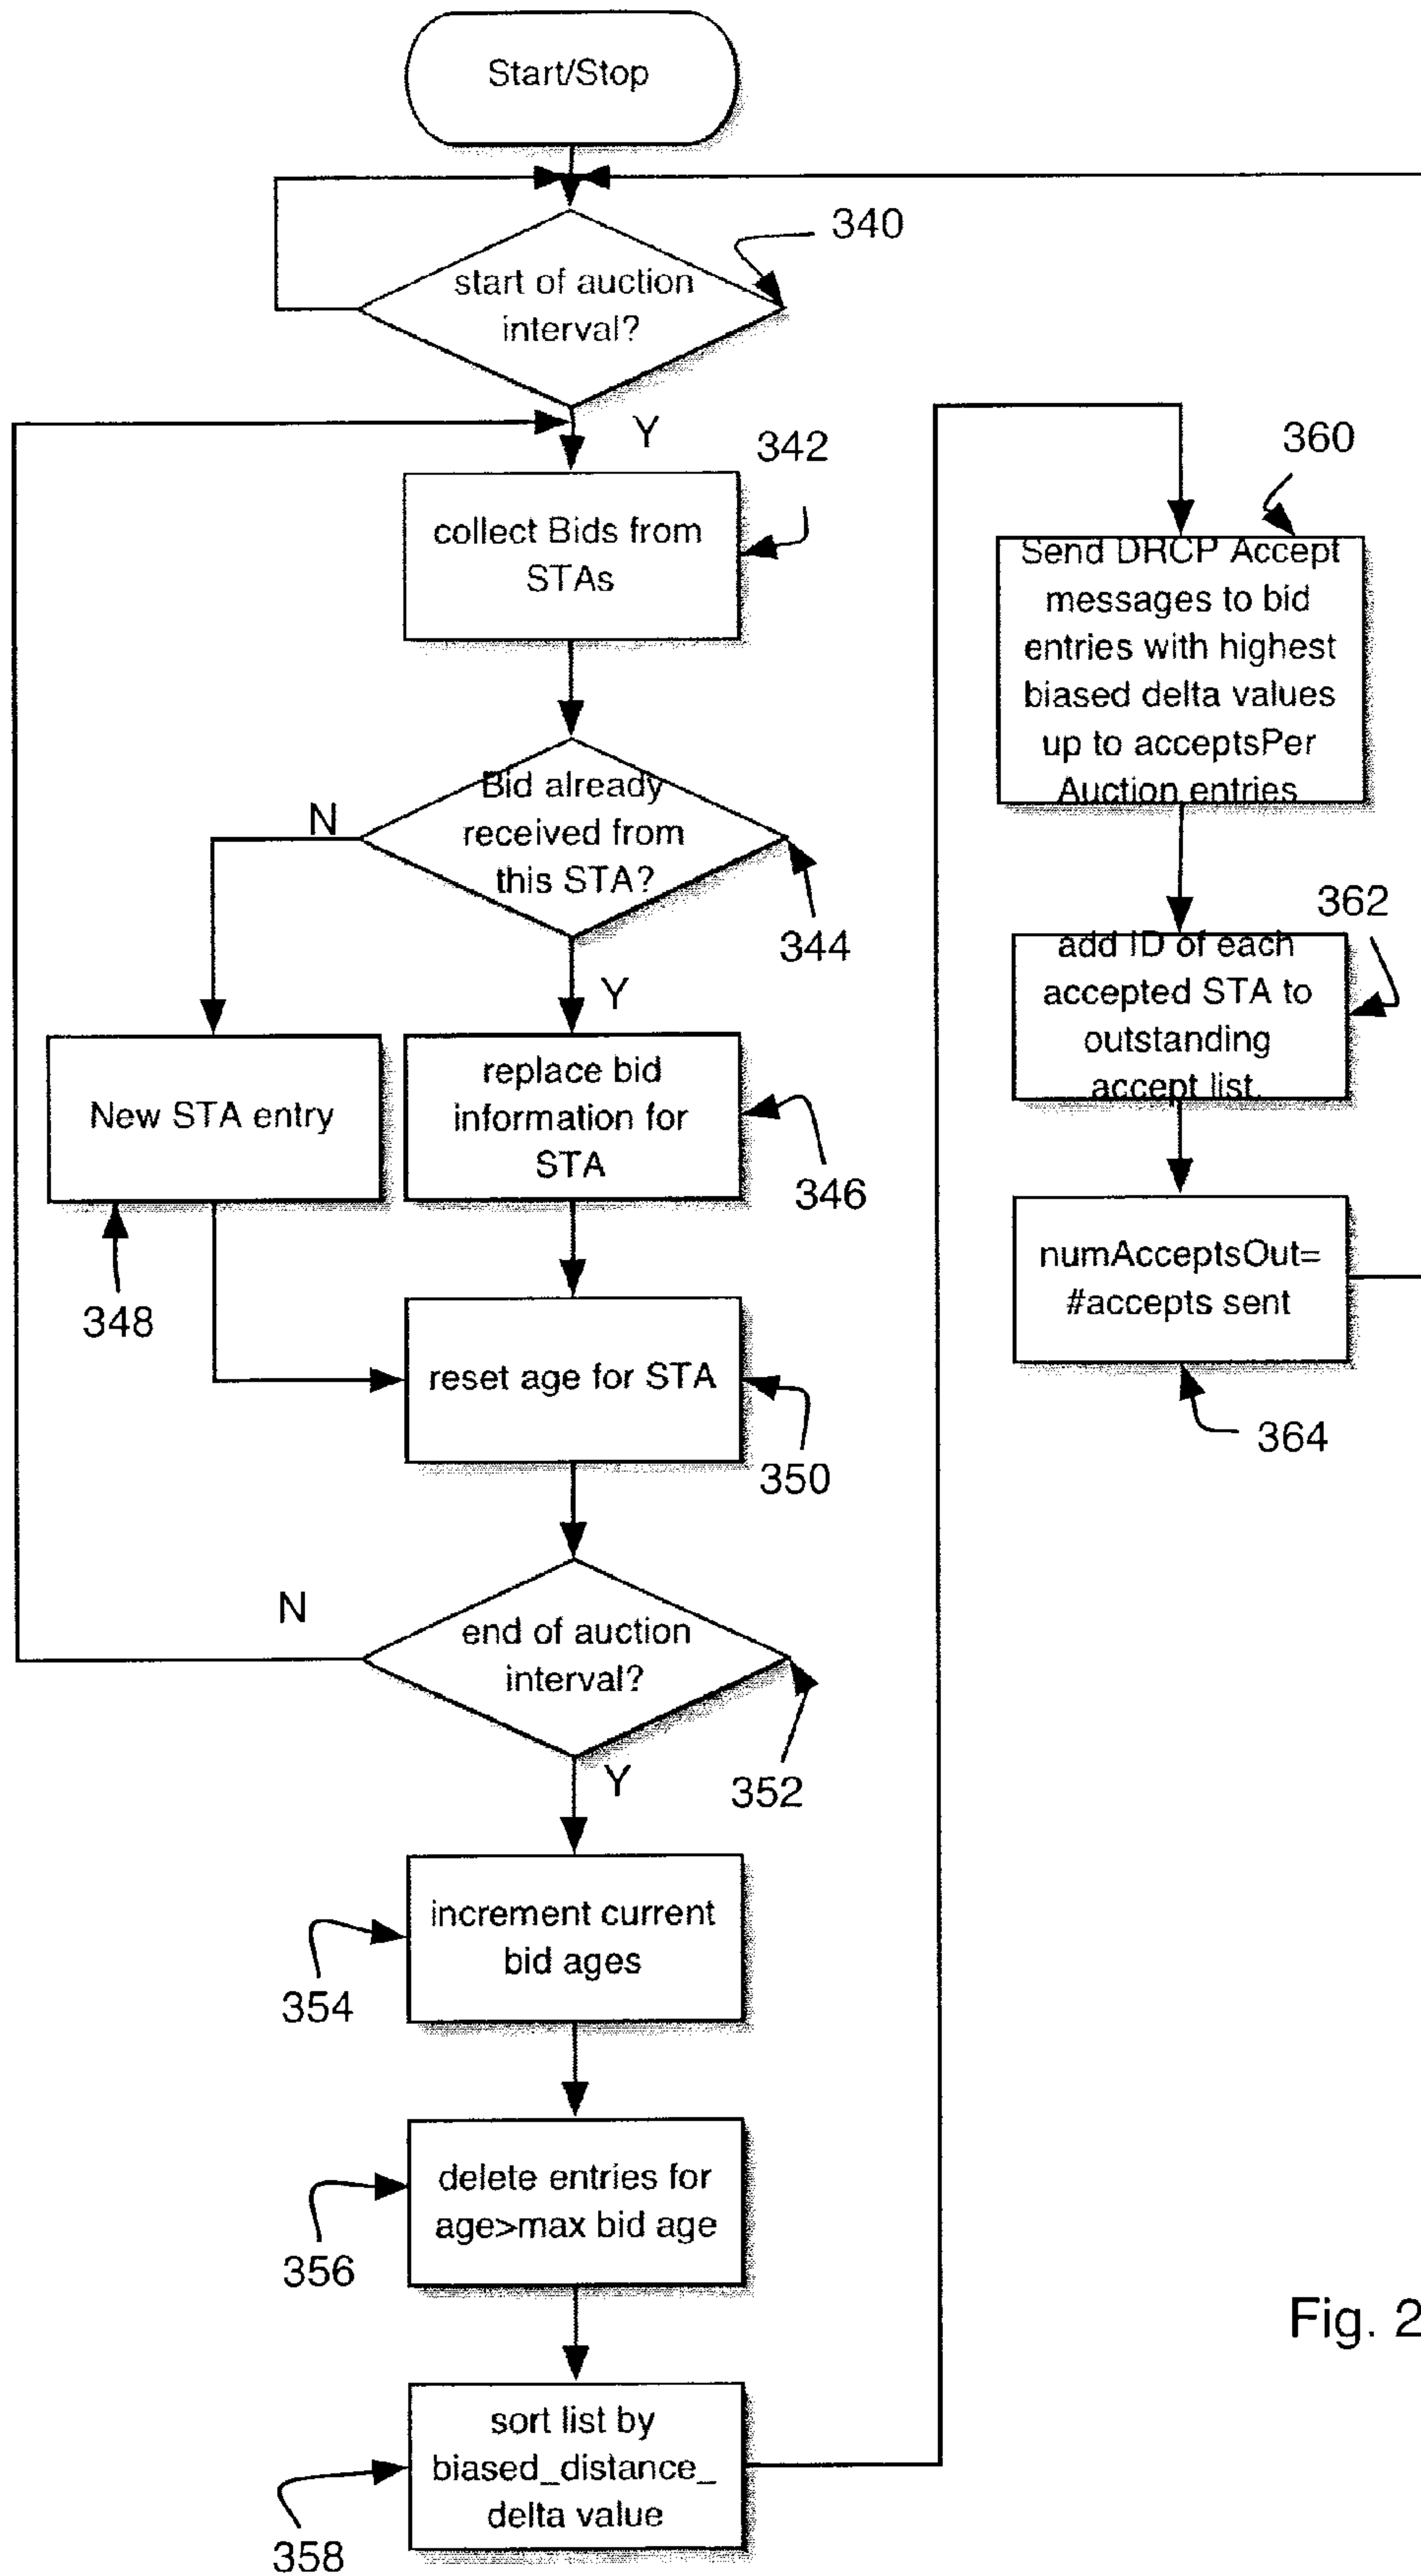 Start/Stop
340
start of auction
interval?
Y
342
collect Bids from
STAs
Bid already
received from
this STA?
N
344
Y
New STA entry
348
replace bid
information for
STA
346
reset age for STA
350
end of auction
interval?
N
352
Y
increment current
bid ages
354
delete entries for
age>max bid age
356
sort list by
biased_distance_
delta value
358
360
Send DRCP Accept
messages to bid
entries with highest
biased delta values
up to acceptsPer
Auction entries
362
add ID of each
accepted STA to
outstanding
accept list.
numAcceptsOut=
#accepts sent
364
Fig. 2